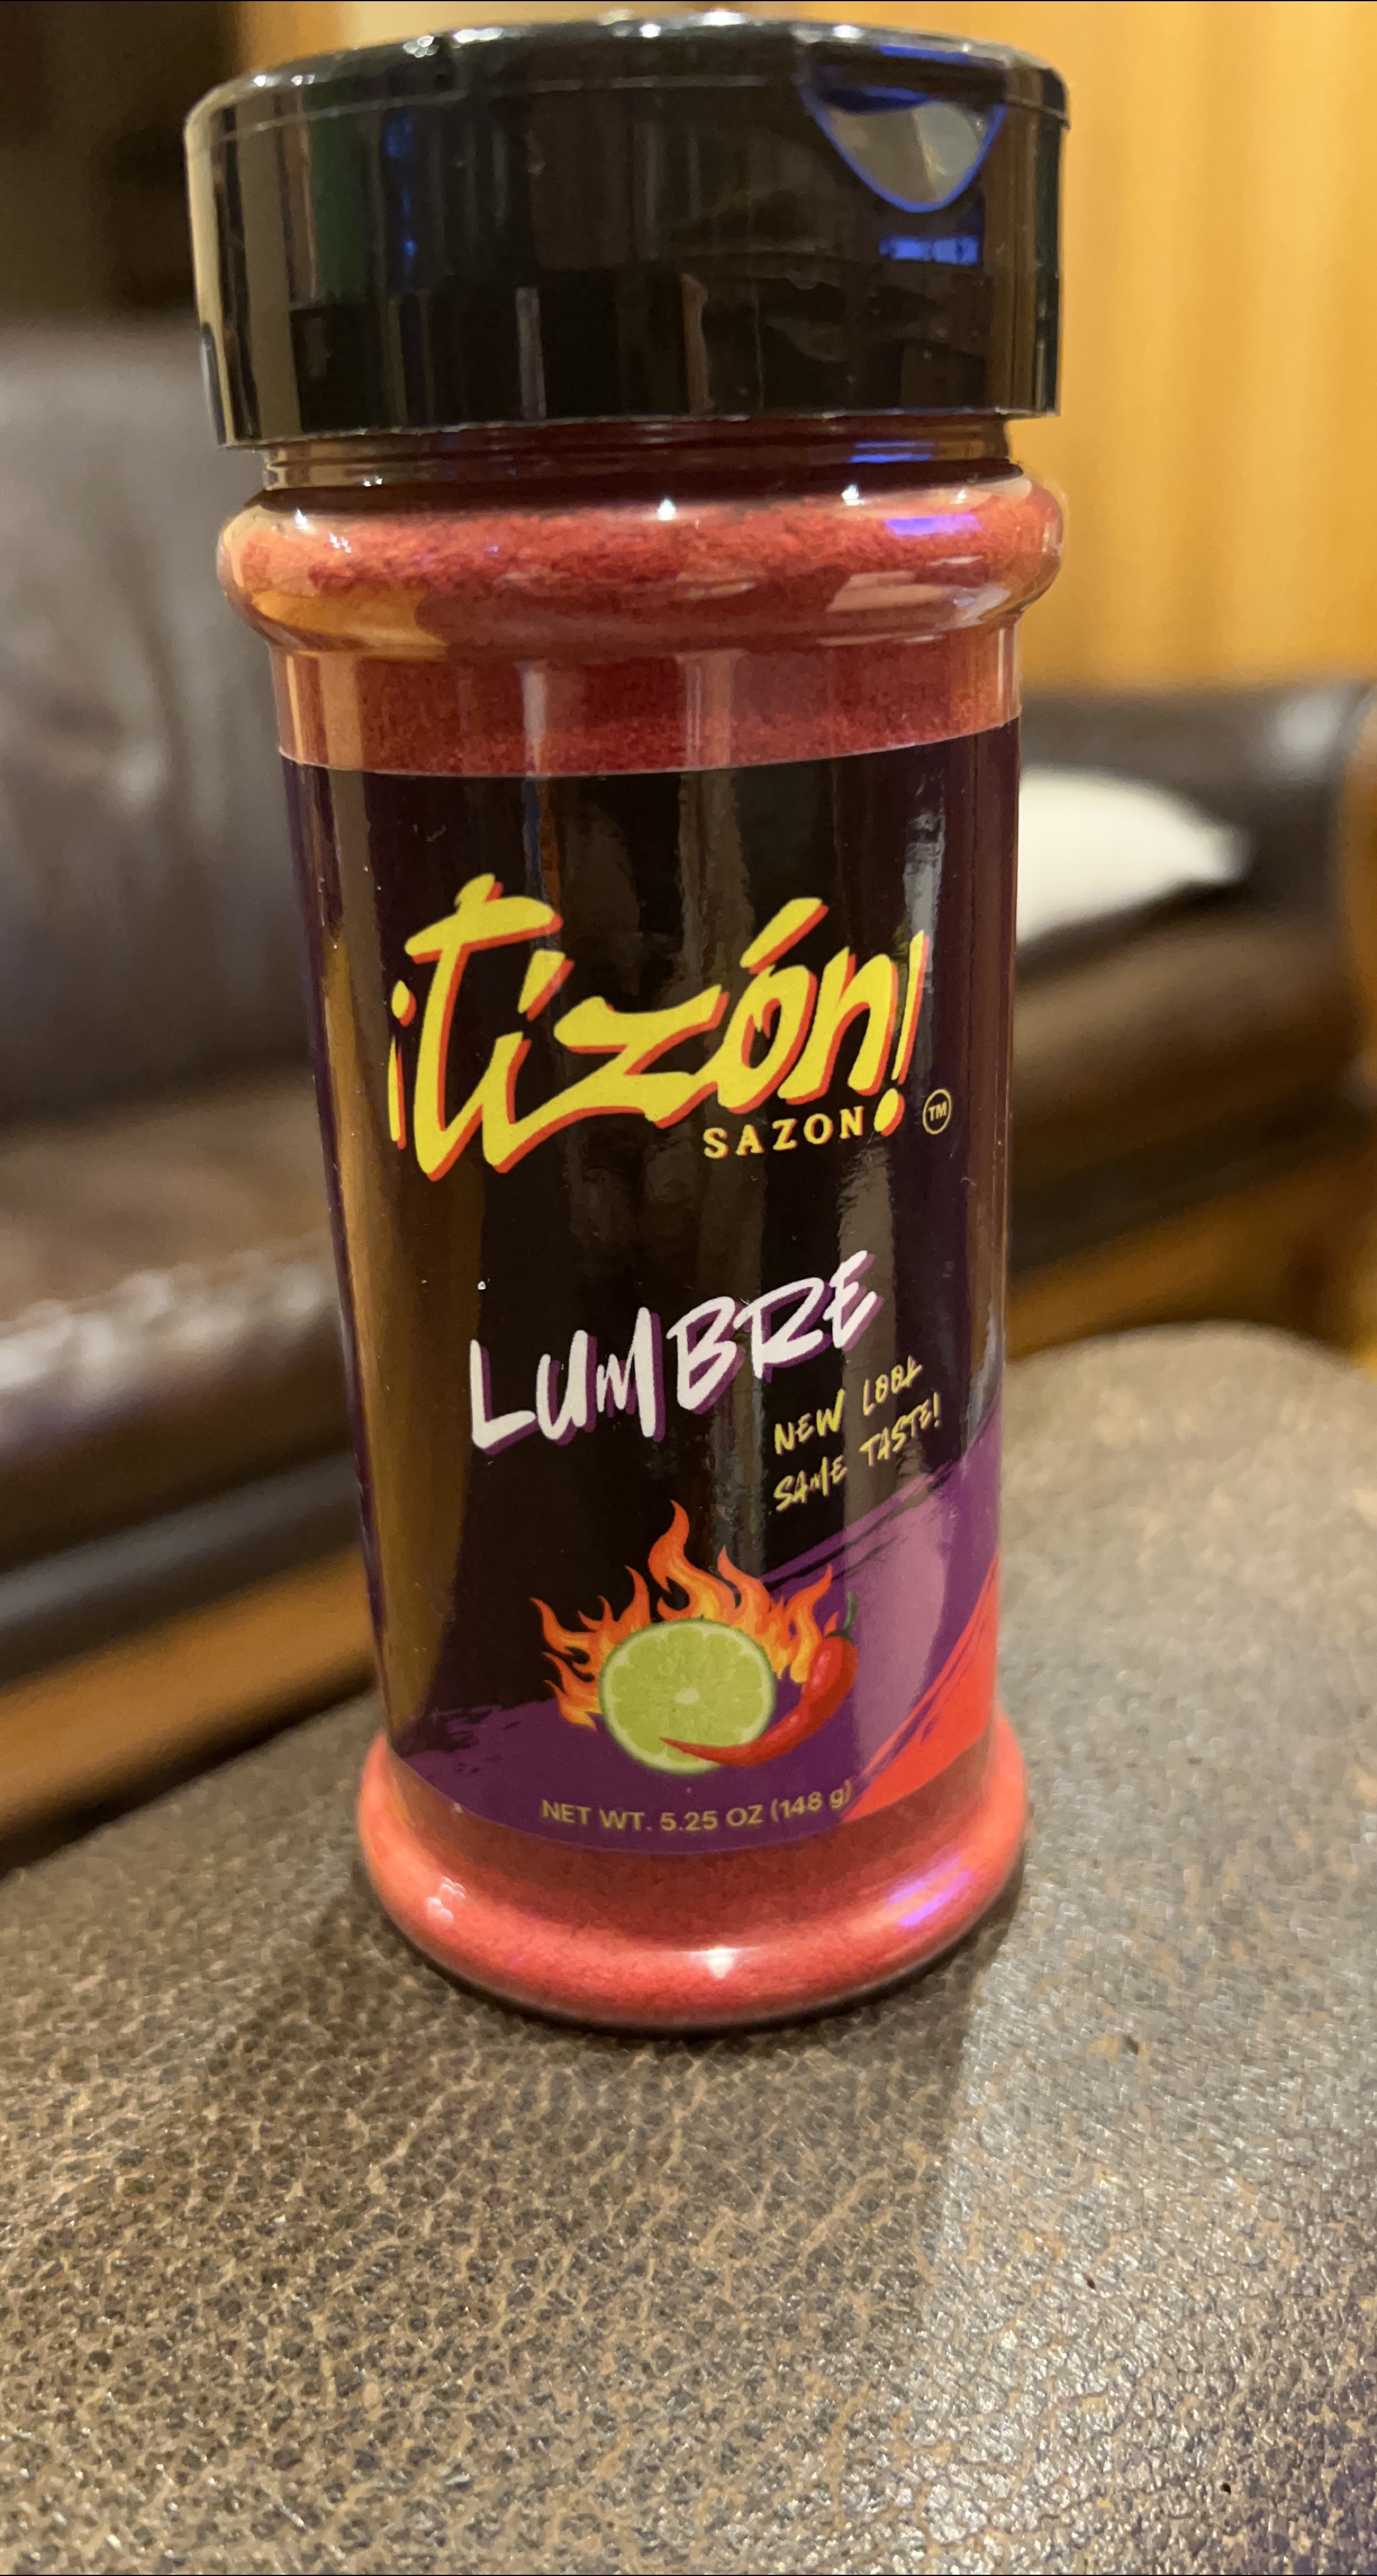 ¡tizón!
SAZON
TM
LUMBRE
NEW LOOK
SAME TASTE!
NET WT. 5.25 OZ (148 g)